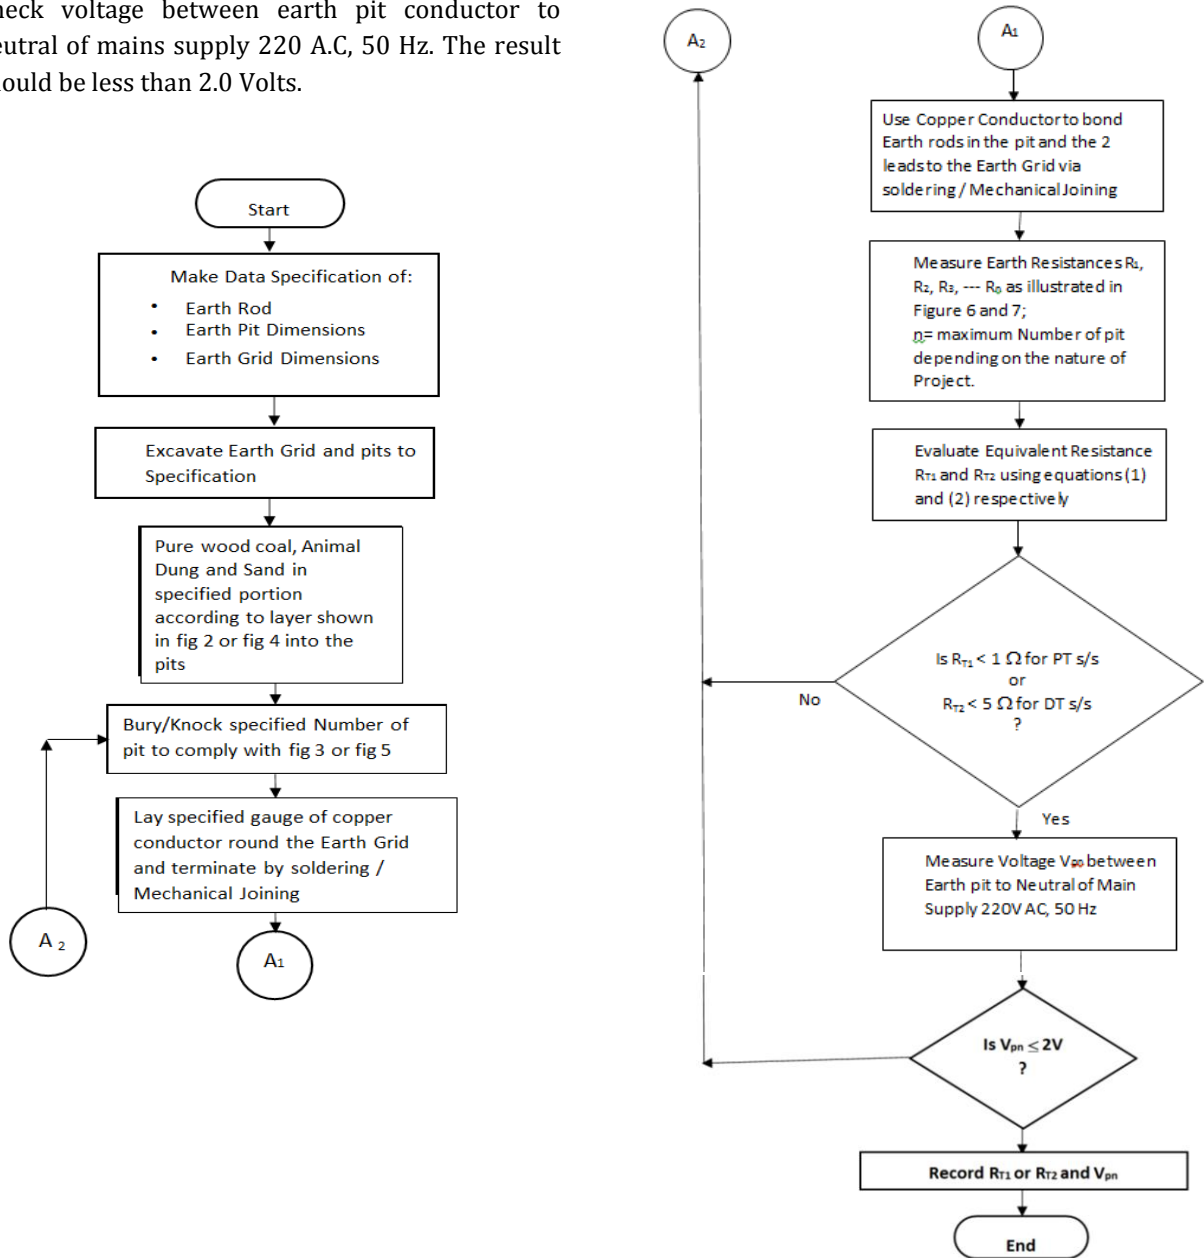 neutral of mains supply 220 A.C, 50 Hz. The result
should be less than 2.0 Volts.
Start
Make Data Specification of:
• Earth Rod
• Earth Pit Dimensions
• Earth Grid Dimensions
Excavate Earth Grid and pits to
Specification
Pure wood coal, Animal
Dung and Sand in
specified portion
according to layer shown
in fig 2 or fig 4 into the
pits
Bury/Knock specified Number of
pit to comply with fig 3 or fig 5
Lay specified gauge of copper
conductor round the Earth Grid
and terminate by soldering /
Mechanical Joining
A 2
A1
A2
A1
Use Copper Conductor to bond
Earth rods in the pit and the 2
leads to the Earth Grid via
soldering / Mechanical Joining
Measure Earth Resistances R1,
R2, R3, --- Rn as illustrated in
Figure 6 and 7;
n= maximum Number of pit
depending on the nature of
Project.
Evaluate Equivalent Resistance
RT1 and RT2 using equations (1)
and (2) respectively
Is RT1 < 1 Ω for PT s/s
or
RT2 < 5 Ω for DT s/s
?
No
Yes
Measure Voltage Vpn between
Earth pit to Neutral of Main
Supply 220V AC, 50 Hz
Is Vpn ≤ 2V
?
Record RT1 or RT2 and Vpn
End